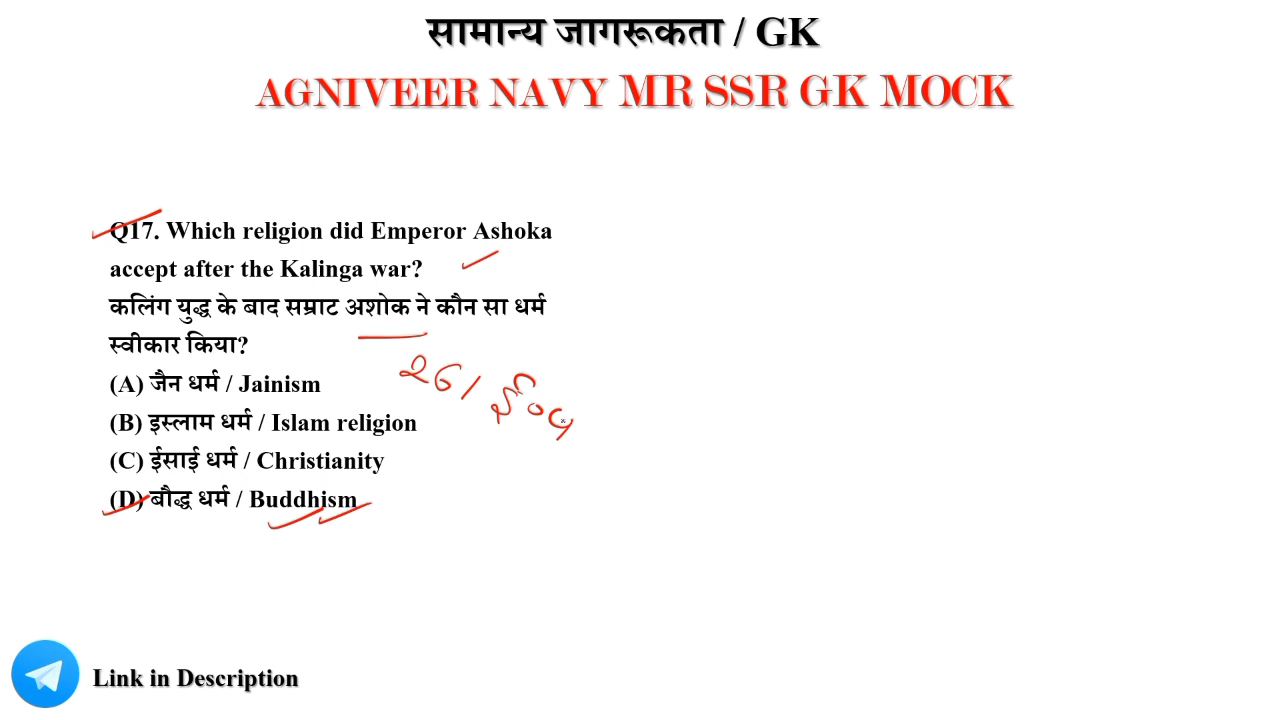 सामान्य जागरूकता / GK
AGNIVEER NAVY MR SSR GK MOCK
Q17. Which religion did Emperor Ashoka
accept after the Kalinga war?
कलिंग युद्ध के बाद सम्राट अशोक ने कौन सा धर्म
स्वीकार किया?
261 ई०पू
(A) जैन धर्म / Jainism
(B) इस्लाम धर्म / Islam religion
(C) ईसाई धर्म / Christianity
(D) बौद्ध धर्म / Buddhism
Link in Description